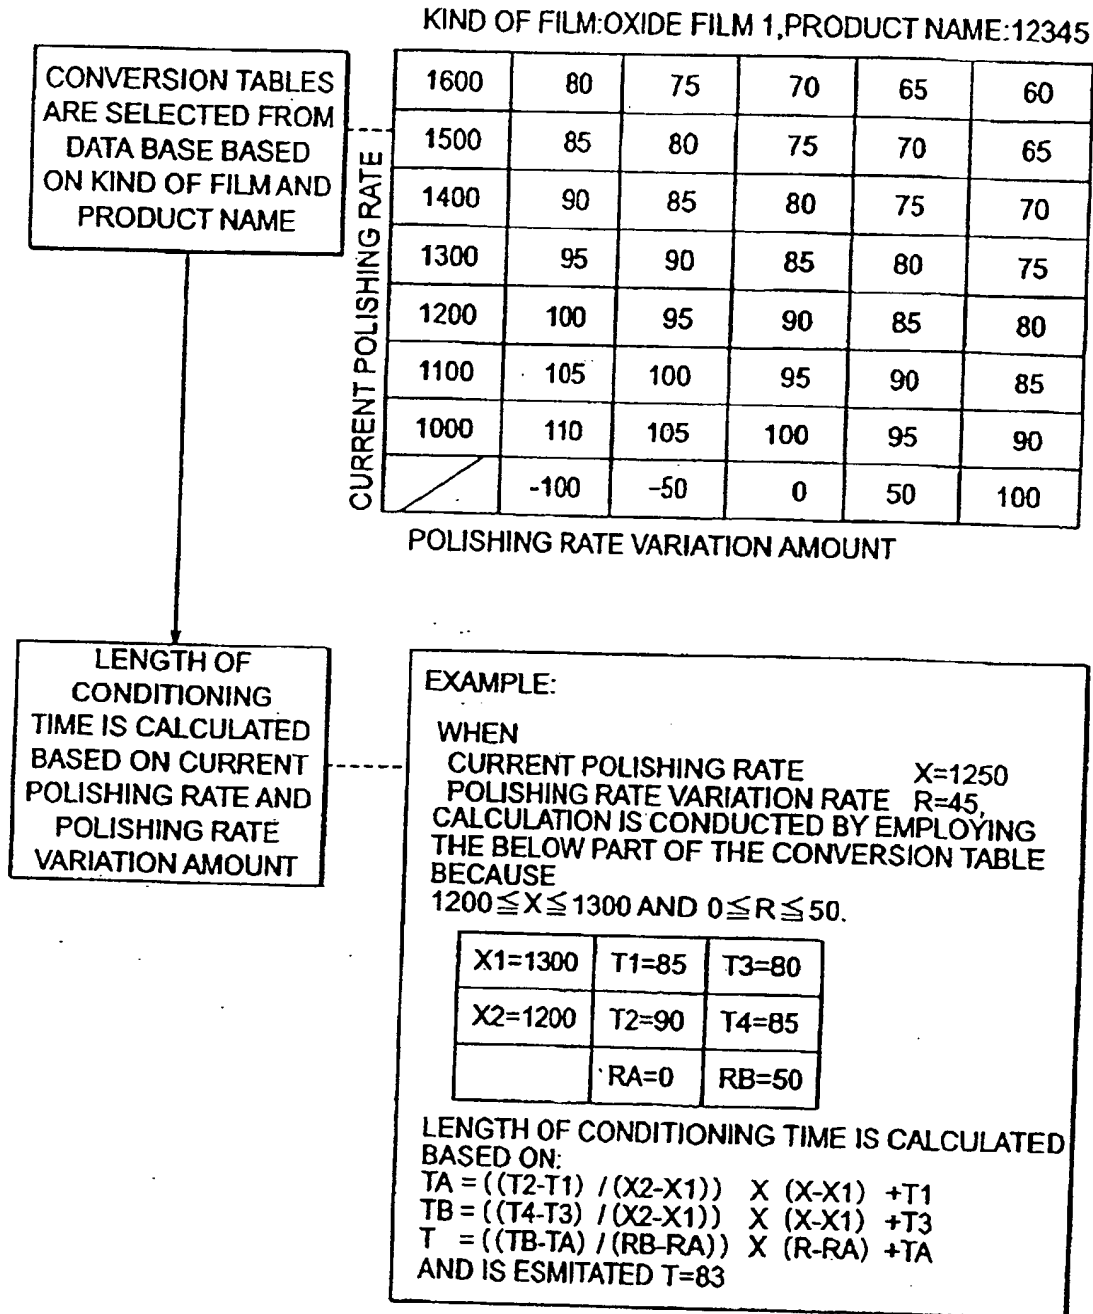 KIND OF FILM:OXIDE FILM 1,PRODUCT NAME:12345
CONVERSION TABLES
ARE SELECTED FROM
DATA BASE BASED
ON KIND OF FILM AND
PRODUCT NAME
CURRENT POLISHING RATE
1600 80 75 70 65 60
1500 85 80 75 70 65
1400 90 85 80 75 70
1300 95 90 85 80 75
1200 100 95 90 85 80
1100 105 100 95 90 85
1000 110 105 100 95 90
-100 -50 0 50 100
POLISHING RATE VARIATION AMOUNT
LENGTH OF
CONDITIONING
TIME IS CALCULATED
BASED ON CURRENT
POLISHING RATE AND
POLISHING RATE
VARIATION AMOUNT
EXAMPLE:
WHEN
CURRENT POLISHING RATE X=1250
POLISHING RATE VARIATION RATE R=45,
CALCULATION IS CONDUCTED BY EMPLOYING
THE BELOW PART OF THE CONVERSION TABLE
BECAUSE
1200≦X≦1300 AND 0≦R≦50.
X1=1300 T1=85 T3=80
X2=1200 T2=90 T4=85
RA=0 RB=50
LENGTH OF CONDITIONING TIME IS CALCULATED
BASED ON:
TA = ((T2-T1) / (X2-X1)) X (X-X1) +T1
TB = ((T4-T3) / (X2-X1)) X (X-X1) +T3
T = ((TB-TA) / (RB-RA)) X (R-RA) +TA
AND IS ESMITATED T=83